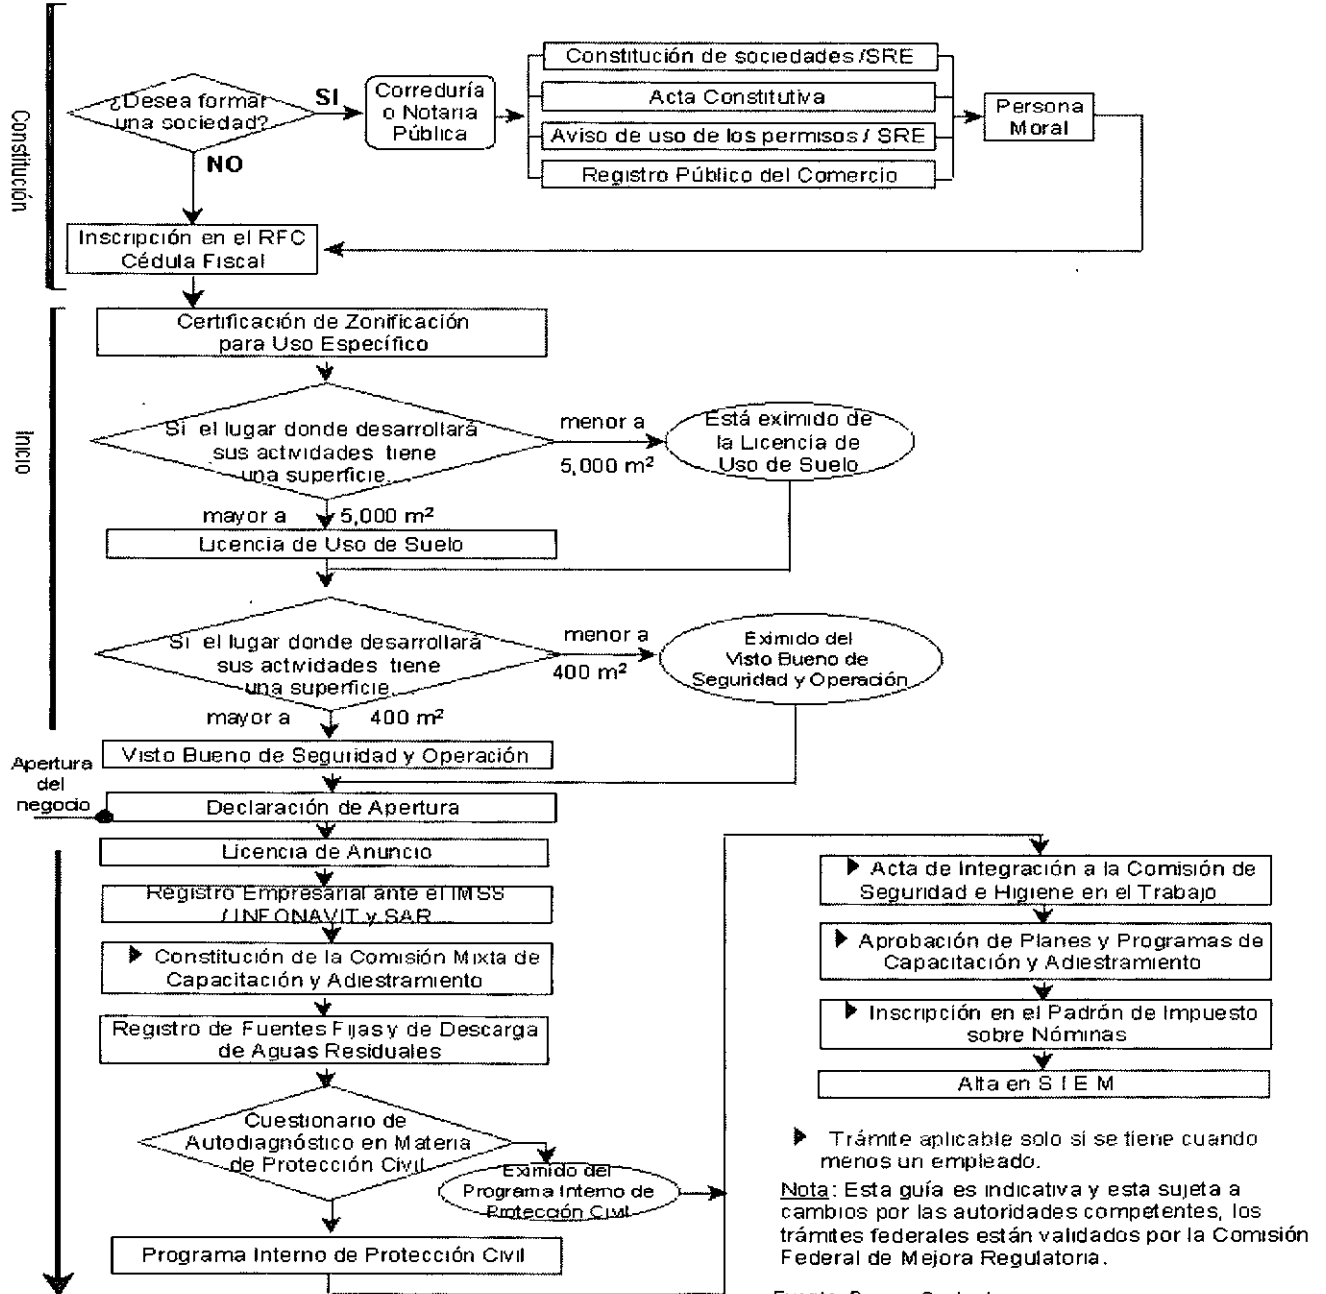 Constitución
¿Desea formar
una sociedad?
SI
NO
Correduría
o Notaria
Pública
Constitución de sociedades /SRE
Acta Constitutiva
Aviso de uso de los permisos / SRE
Registro Público del Comercio
Persona
Moral
Inscripción en el RFC
Cédula Fiscal
Inicio
Certificación de Zonificación
para Uso Específico
Si el lugar donde desarrollará
sus actividades tiene
una superficie...
menor a
5,000 m²
Está eximido de
la Licencia de
Uso de Suelo
mayor a 5,000 m²
Licencia de Uso de Suelo
Si el lugar donde desarrollará
sus actividades tiene
una superficie...
menor a
400 m²
Eximido del
Visto Bueno de
Seguridad y Operación
mayor a 400 m²
Visto Bueno de Seguridad y Operación
Apertura
del
negocio
Declaración de Apertura
Licencia de Anuncio
Registro Empresarial ante el IMSS
/ INFONAVIT y SAR
Constitución de la Comisión Mixta de
Capacitación y Adiestramiento
Registro de Fuentes Fijas y de Descarga
de Aguas Residuales
Cuestionario de
Autodiagnóstico en Materia
de Protección Civil
Eximido del
Programa Interno de
Protección Civil
Programa Interno de Protección Civil
Acta de Integración a la Comisión de
Seguridad e Higiene en el Trabajo
Aprobación de Planes y Programas de
Capacitación y Adiestramiento
Inscripción en el Padrón de Impuesto
sobre Nóminas
Alta en S I E M
Trámite aplicable solo si se tiene cuando
menos un empleado.
Nota: Esta guía es indicativa y esta sujeta a
cambios por las autoridades competentes, los
trámites federales están validados por la Comisión
Federal de Mejora Regulatoria.